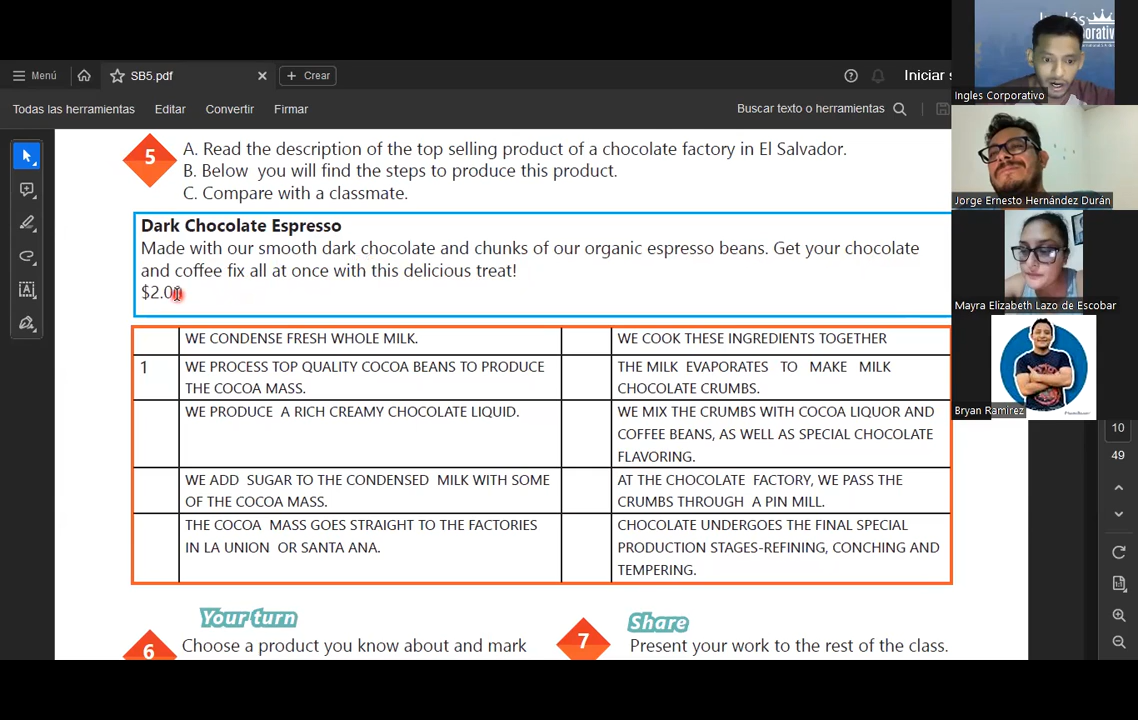 Menú
SB5.pdf
Crear
Todas las herramientas
Editar
Convertir
Firmar
Buscar texto o herramientas
5
A. Read the description of the top selling product of a chocolate factory in El Salvador.
B. Below you will find the steps to produce this product.
C. Compare with a classmate.
Dark Chocolate Espresso
Made with our smooth dark chocolate and chunks of our organic espresso beans. Get your chocolate
and coffee fix all at once with this delicious treat!
$2.00
WE CONDENSE FRESH WHOLE MILK.
1
WE PROCESS TOP QUALITY COCOA BEANS TO PRODUCE
THE COCOA MASS.
WE PRODUCE A RICH CREAMY CHOCOLATE LIQUID.
WE ADD SUGAR TO THE CONDENSED MILK WITH SOME
OF THE COCOA MASS.
THE COCOA MASS GOES STRAIGHT TO THE FACTORIES
IN LA UNION OR SANTA ANA.
WE COOK THESE INGREDIENTS TOGETHER
THE MILK EVAPORATES TO MAKE MILK
CHOCOLATE CRUMBS.
WE MIX THE CRUMBS WITH COCOA LIQUOR AND
COFFEE BEANS, AS WELL AS SPECIAL CHOCOLATE
FLAVORING.
AT THE CHOCOLATE FACTORY, WE PASS THE
CRUMBS THROUGH A PIN MILL.
CHOCOLATE UNDERGOES THE FINAL SPECIAL
PRODUCTION STAGES-REFINING, CONCHING AND
TEMPERING.
Your turn
6
Choose a product you know about and mark
Share
7
Present your work to the rest of the class.
Ingles Corporativo
Jorge Ernesto Hernández Durán
Mayra Elizabeth Lazo de Escobar
Bryan Ramirez
10
49